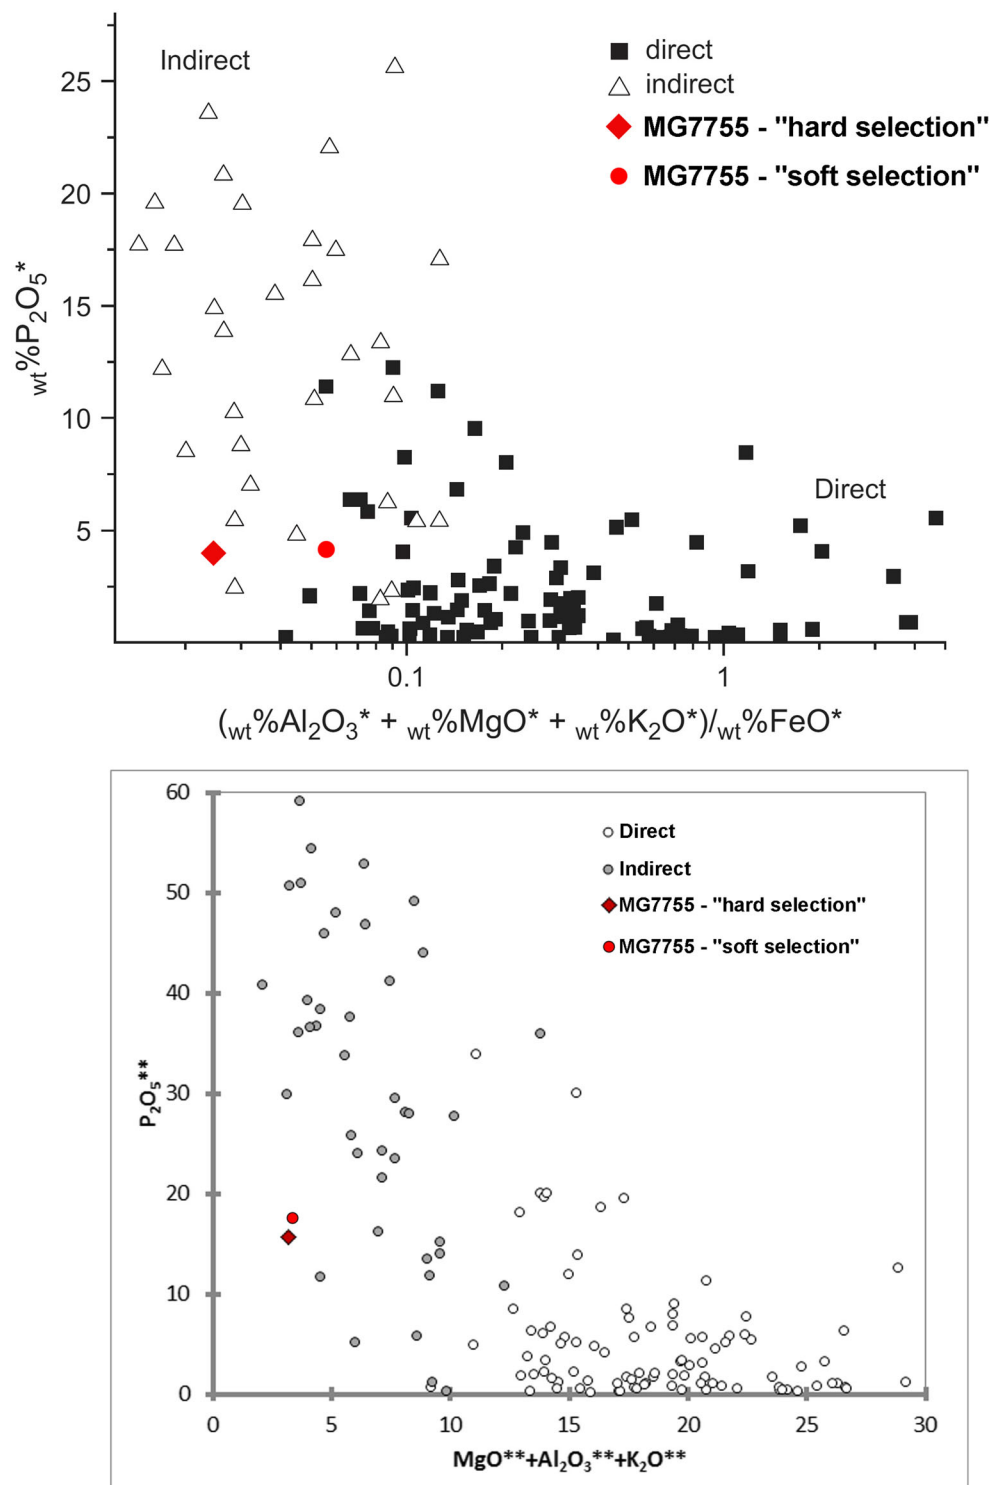 Indirect
direct
indirect
MG7755 - "hard selection"
MG7755 - "soft selection"
Direct
25
20
15
10
5
wt%P2O5*
0.1
1
(wt%Al2O3* + wt%MgO* + wt%K2O*)/wt%FeO*
60
50
40
30
20
10
0
P2O5**
Direct
Indirect
MG7755 - "hard selection"
MG7755 - "soft selection"
0 5 10 15 20 25 30
MgO**+Al2O3**+K2O**